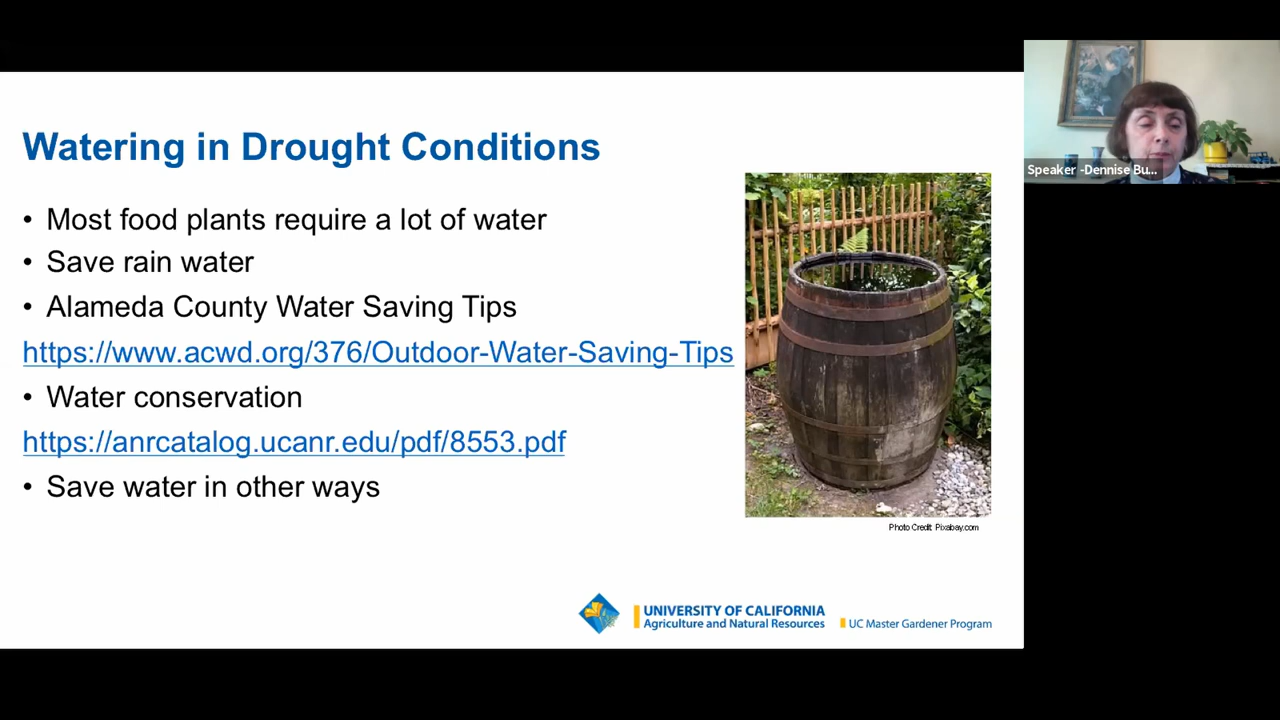 Watering in Drought Conditions
• Most food plants require a lot of water
• Save rain water
• Alameda County Water Saving Tips
https://www.acwd.org/376/Outdoor-Water-Saving-Tips
• Water conservation
https://anrcatalog.ucanr.edu/pdf/8553.pdf
• Save water in other ways
Photo Credit: Pixabay.com
UNIVERSITY OF CALIFORNIA
Agriculture and Natural Resources
UC Master Gardener Program
Speaker -Dennise Bu...